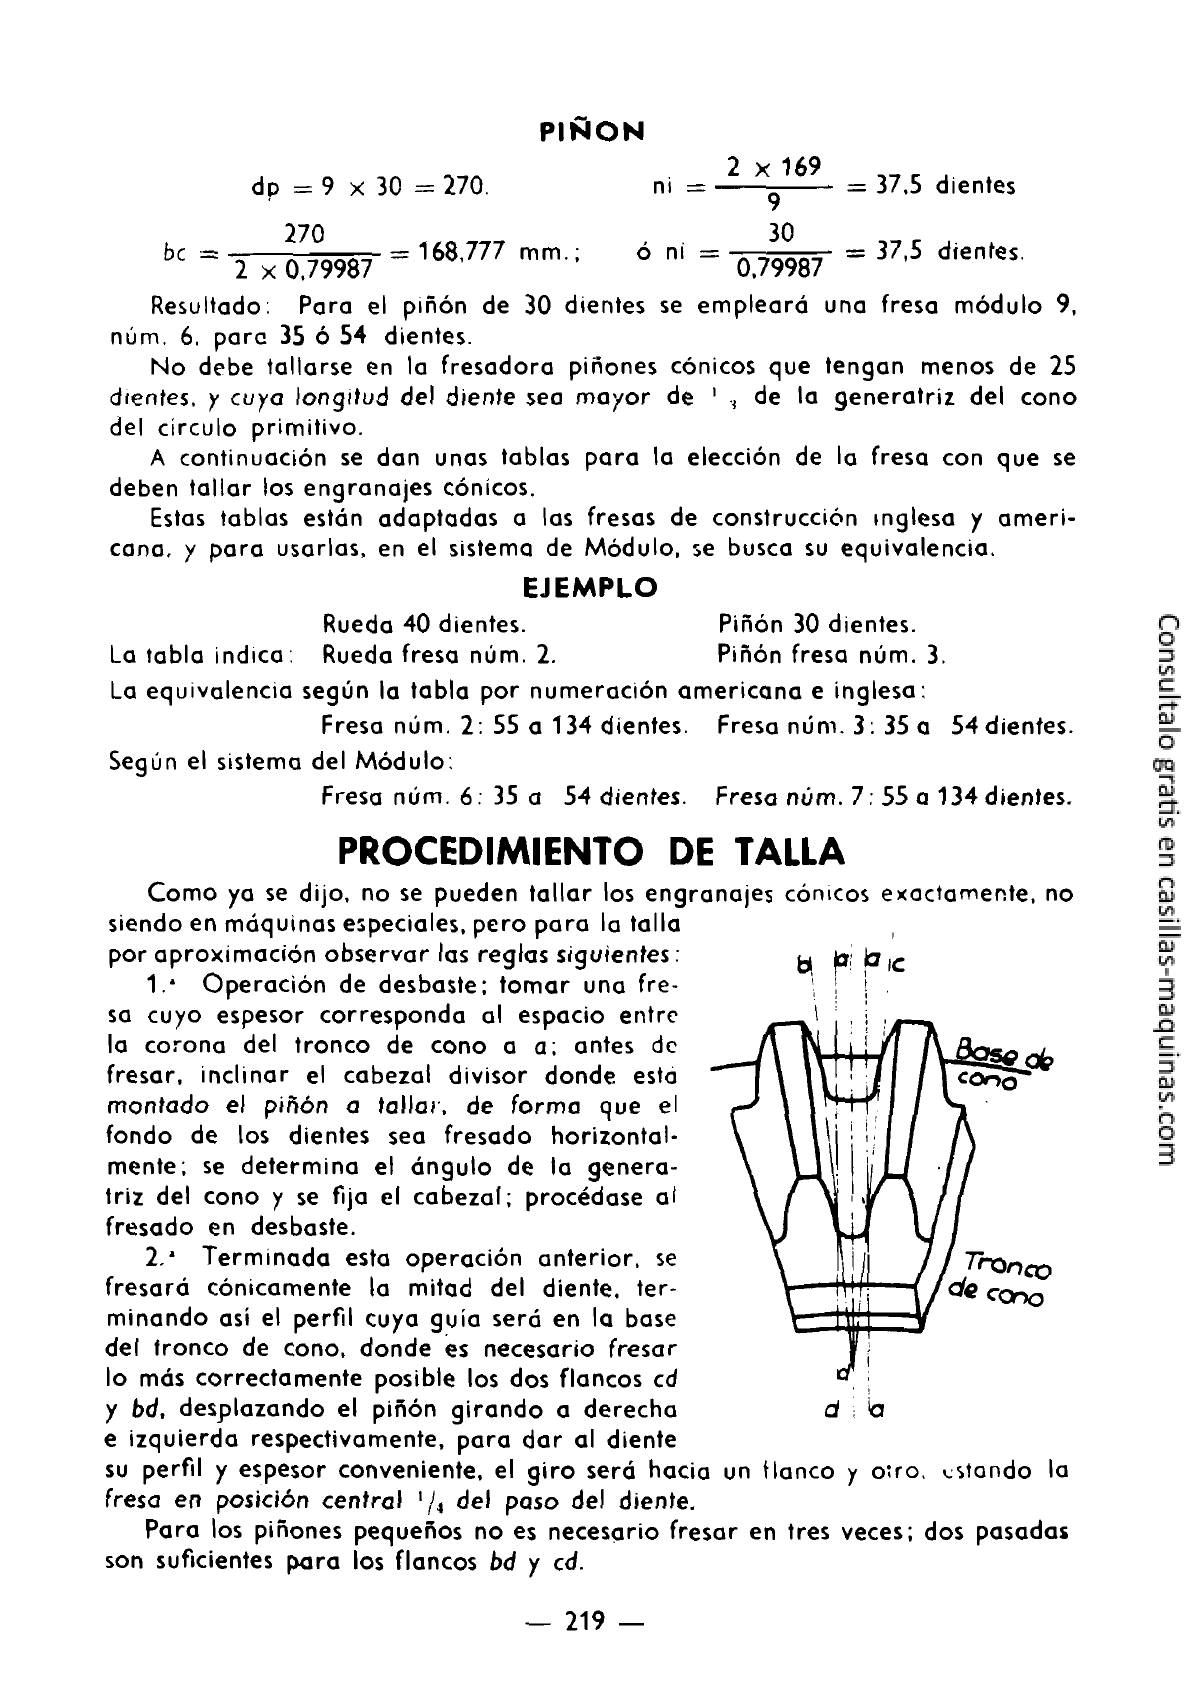 PIÑON
dp = 9 x 30 = 270. ni = 2 x 169 / 9 = 37,5 dientes
bc = 270 / 2 x 0,79987 = 168,777 mm.; ó ni = 30 / 0,79987 = 37,5 dientes.
Resultado: Para el piñón de 30 dientes se empleará una fresa módulo 9,
núm. 6, para 35 ó 54 dientes.
No debe tallarse en la fresadora piñones cónicos que tengan menos de 25
dientes, y cuya longitud del diente sea mayor de 1/3 de la generatriz del cono
del círculo primitivo.
A continuación se dan unas tablas para la elección de la fresa con que se
deben tallar los engranajes cónicos.
Estas tablas están adaptadas a las fresas de construcción inglesa y ameri-
cana, y para usarlas, en el sistema de Módulo, se busca su equivalencia.
EJEMPLO
Rueda 40 dientes. Piñón 30 dientes.
La tabla indica: Rueda fresa núm. 2. Piñón fresa núm. 3.
La equivalencia según la tabla por numeración americana e inglesa:
Fresa núm. 2: 55 a 134 dientes. Fresa núm. 3: 35 a 54 dientes.
Según el sistema del Módulo:
Fresa núm. 6: 35 a 54 dientes. Fresa núm. 7: 55 a 134 dientes.
PROCEDIMIENTO DE TALLA
Como ya se dijo, no se pueden tallar los engranajes cónicos exactamente, no
siendo en máquinas especiales, pero para la talla
por aproximación observar las reglas siguientes:
1.ª Operación de desbaste; tomar una fre-
sa cuyo espesor corresponda al espacio entre
la corona del tronco de cono a a; antes de
fresar, inclinar el cabezal divisor donde está
montado el piñón a tallar, de forma que el
fondo de los dientes sea fresado horizontal-
mente; se determina el ángulo de la genera-
triz del cono y se fija el cabezal; procédase al
fresado en desbaste.
2.ª Terminada esta operación anterior, se
fresará cónicamente la mitad del diente, ter-
minando así el perfil cuya guía será en la base
del tronco de cono, donde es necesario fresar
lo más correctamente posible los dos flancos cd
y bd, desplazando el piñón girando a derecha
e izquierda respectivamente, para dar al diente
su perfil y espesor conveniente, el giro será hacia un flanco y otro, estando la
fresa en posición central 1/4 del paso del diente.
Para los piñones pequeños no es necesario fresar en tres veces; dos pasadas
son suficientes para los flancos bd y cd.
b a a c
Base de
cono
Tronco
de cono
d
d a
— 219 —
Consúltalo gratis en casillas-maquinas.com